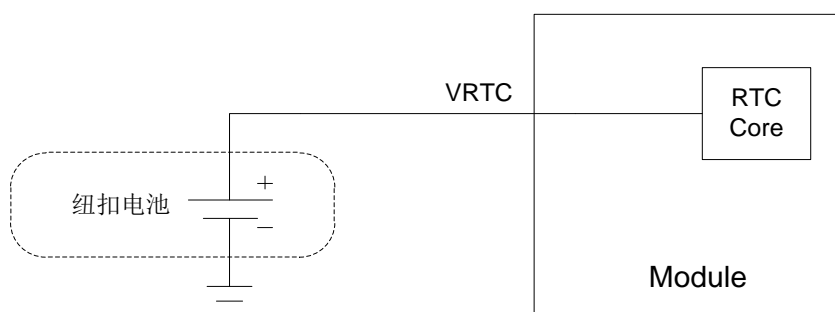 VRTC
RTC
Core
+
纽扣电池
−
Module